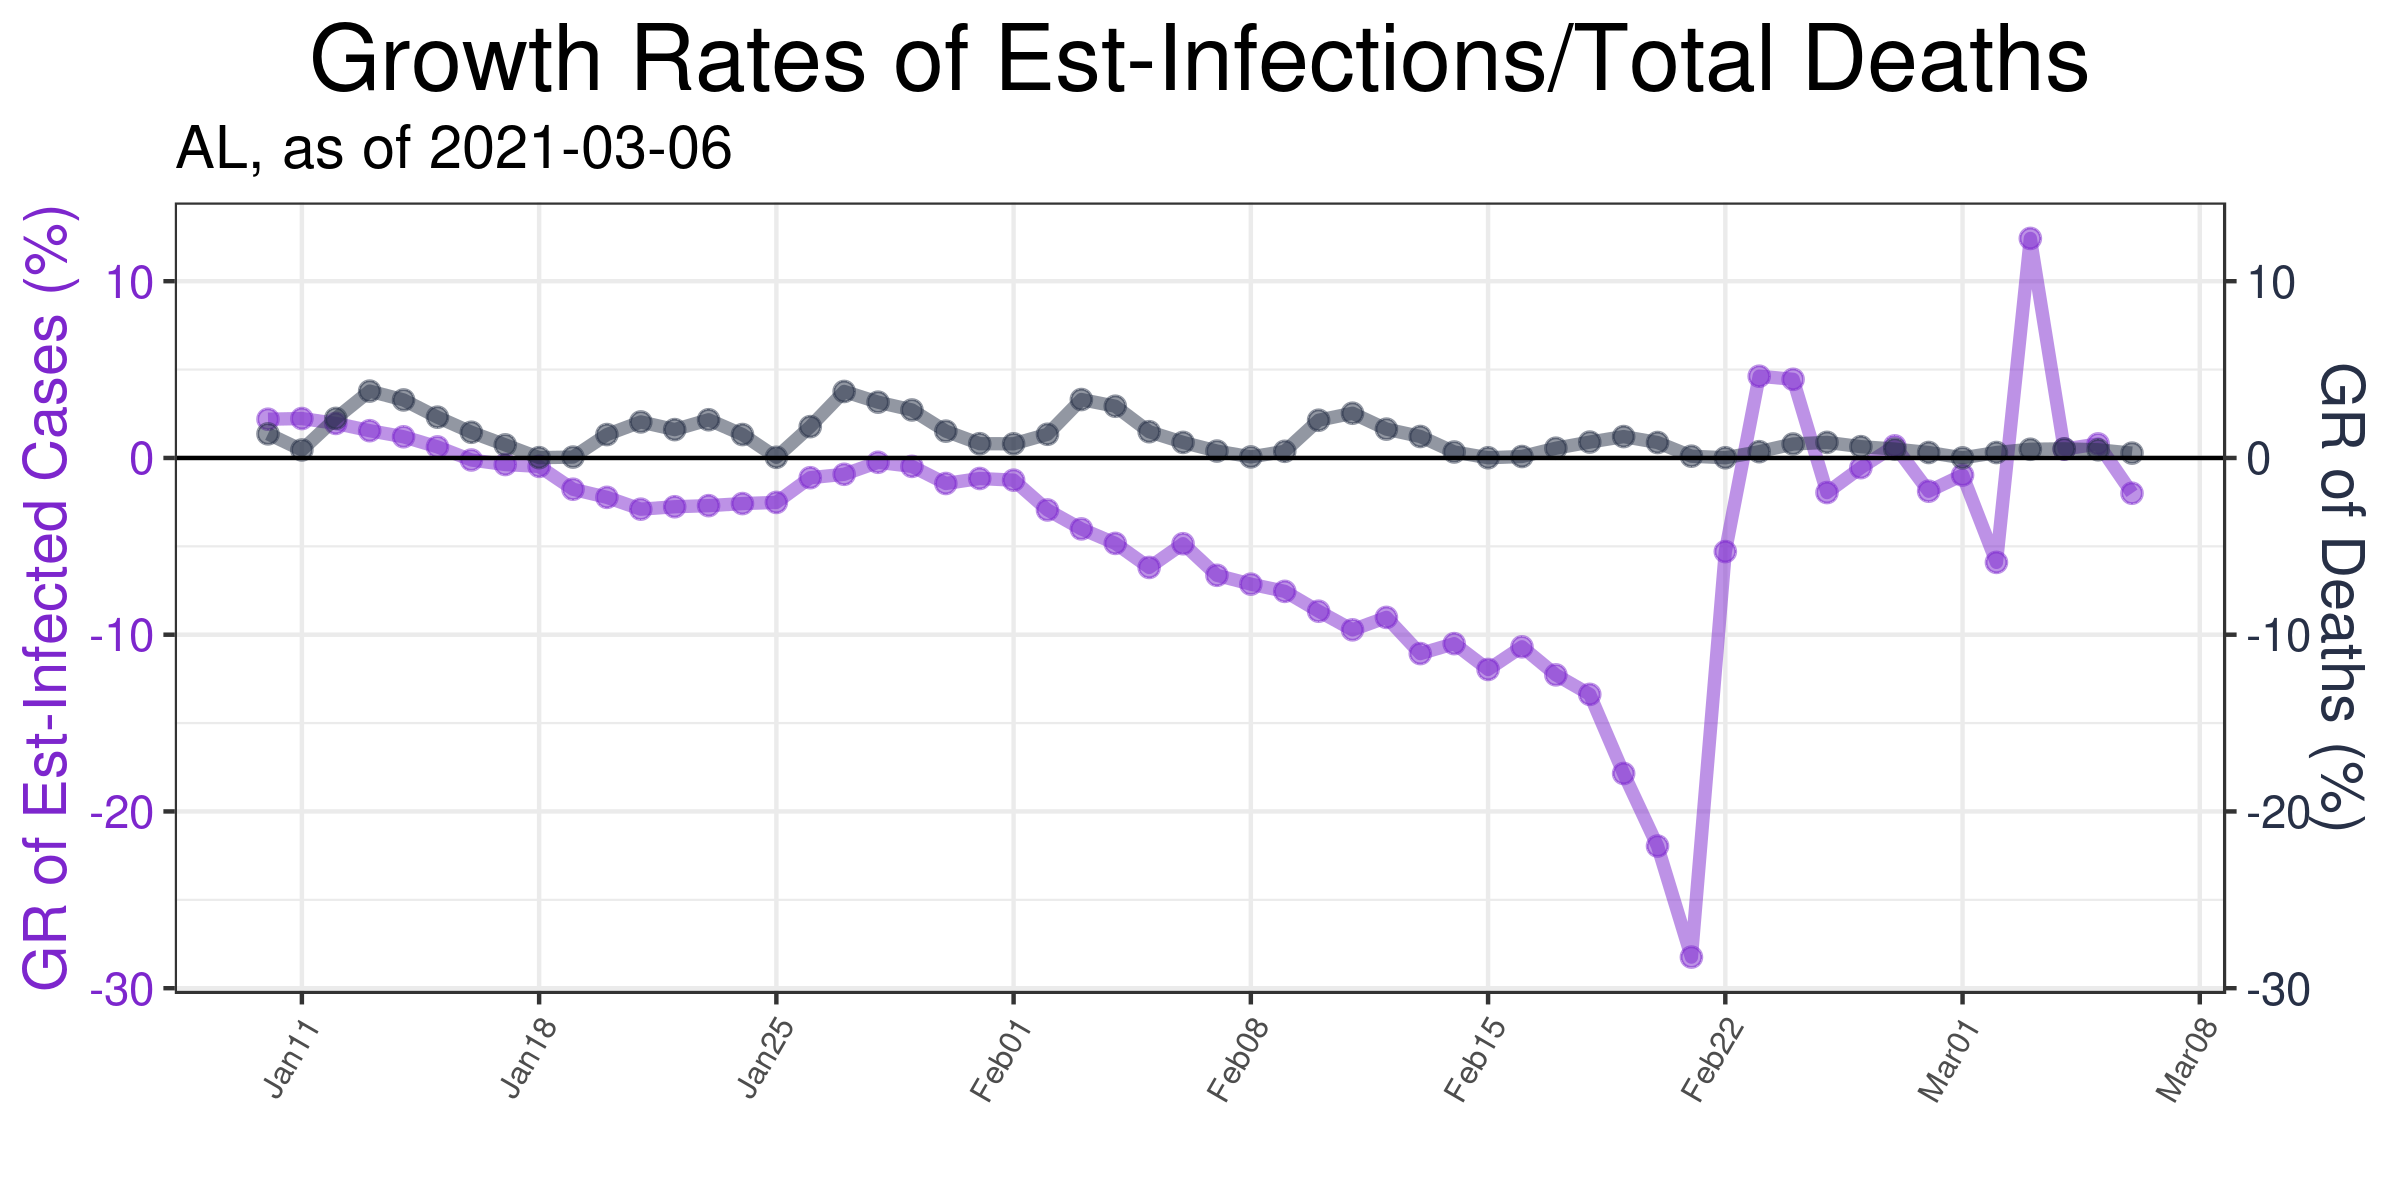 Growth Rates of Est-Infections/Total Deaths
AL, as of 2021-03-06
GR of Est-Infected Cases (%)
10
0
-10
-20
-30
10
0
-10
-20
-30
GR of Deaths (%)
Jan11
Jan18
Jan25
Feb01
Feb08
Feb15
Feb22
Mar01
Mar08